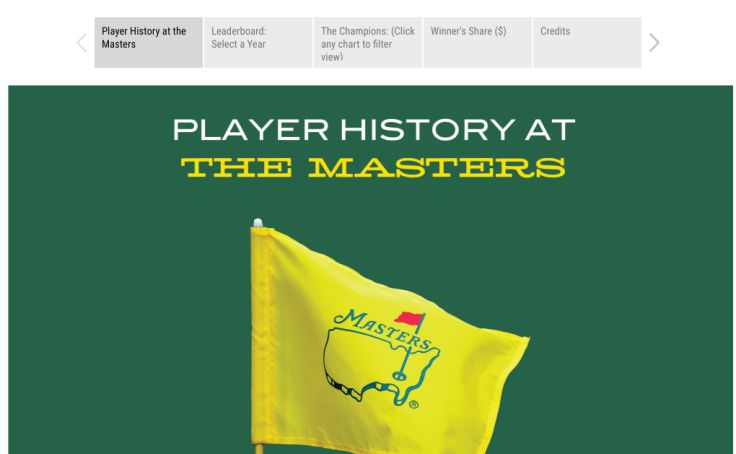 Player History at the
Masters
Leaderboard:
Select a Year
The Champions: (Click
any chart to filter
view)
Winner's Share ($)
Credits
PLAYER HISTORY AT
THE MASTERS
MASTERS
®